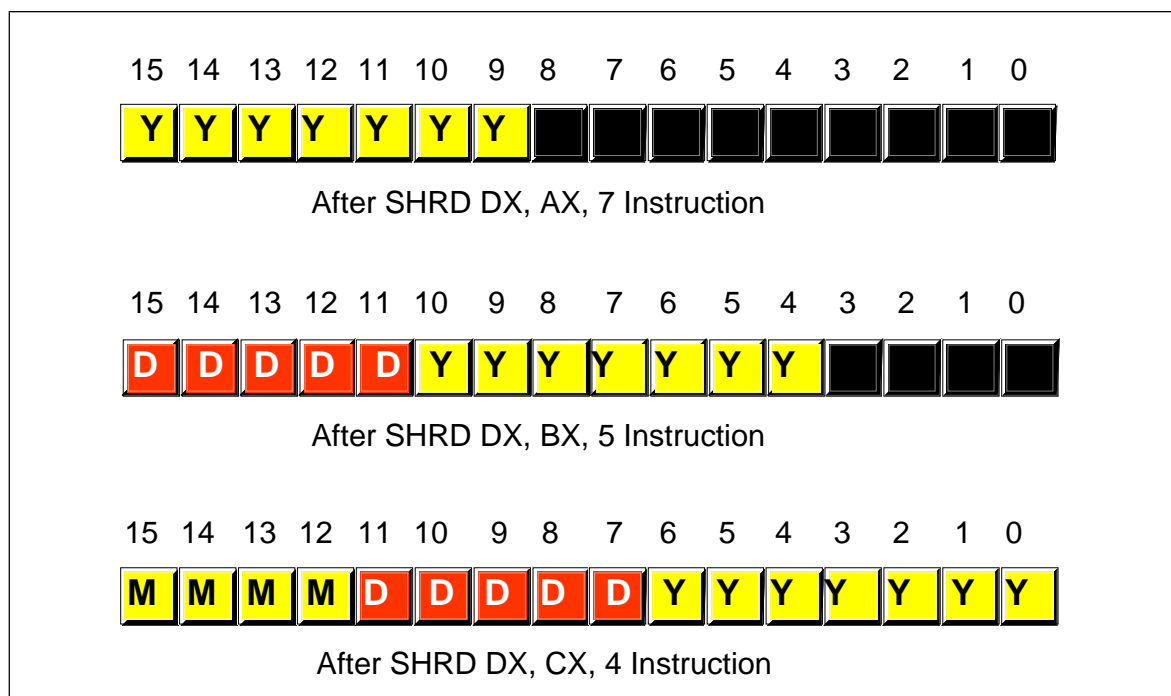 15 14 13 12 11 10 9 8 7 6 5 4 3 2 1 0
Y Y Y Y Y Y Y
After SHRD DX, AX, 7 Instruction
15 14 13 12 11 10 9 8 7 6 5 4 3 2 1 0
D D D D D Y Y Y Y Y Y Y
After SHRD DX, BX, 5 Instruction
15 14 13 12 11 10 9 8 7 6 5 4 3 2 1 0
M M M M D D D D D Y Y Y Y Y Y Y
After SHRD DX, CX, 4 Instruction